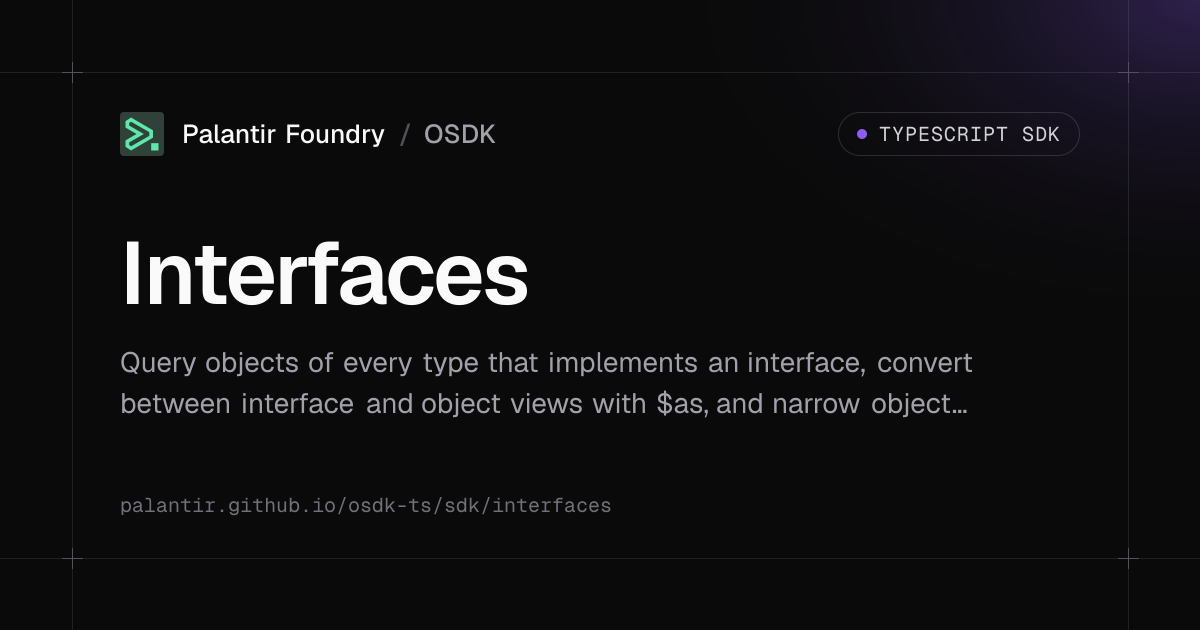 Palantir Foundry / OSDK
TYPESCRIPT SDK
Interfaces
Query objects of every type that implements an interface, convert
between interface and object views with $as, and narrow object…
palantir.github.io/osdk-ts/sdk/interfaces